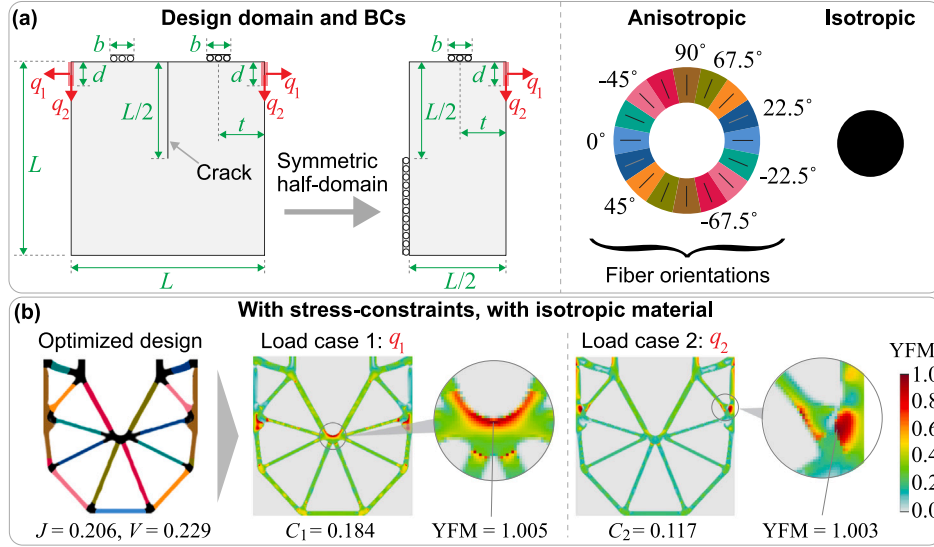 (a) Design domain and BCs
Anisotropic Isotropic
b b b
q1 q2 d d q1 q2 d q1 q2
L L/2 t L/2 t
Crack
Symmetric
half-domain
L L/2
90° 67.5°
-45° 22.5°
0° -22.5°
45° -67.5°
Fiber orientations
(b) With stress-constraints, with isotropic material
Optimized design Load case 1: q1 Load case 2: q2 YFM
1.0
0.8
0.6
0.4
0.2
0.0
J = 0.206, V = 0.229 C1 = 0.184 YFM = 1.005 C2 = 0.117 YFM = 1.003